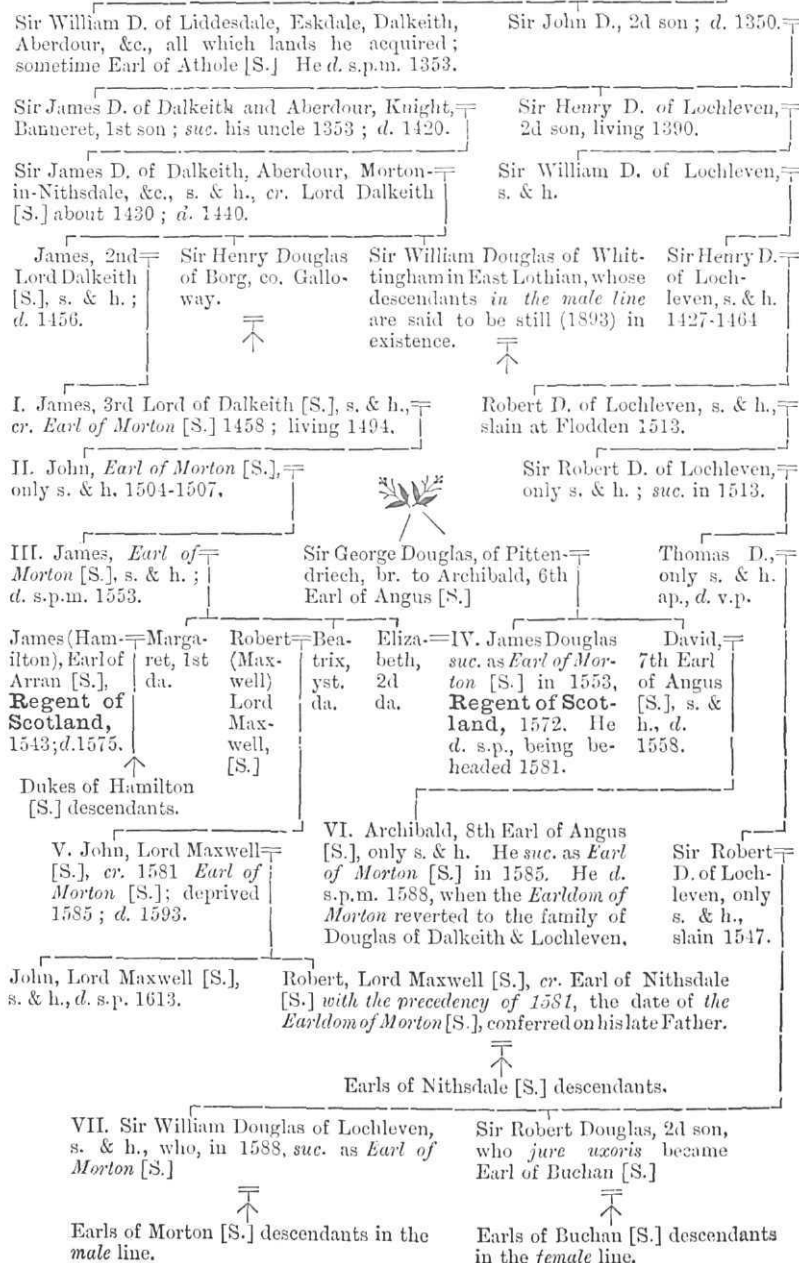 Sir William D. of Liddesdale, Eskdale, Dalkeith,
Aberdour, &c., all which lands he acquired;
sometime Earl of Athole [S.] He d. s.p.m. 1353.
Sir John D., 2d son; d. 1350.
Sir James D. of Dalkeith and Aberdour, Knight,
Banneret, 1st son; suc. his uncle 1353; d. 1420.
Sir Henry D. of Lochleven,
2d son, living 1390.
Sir James D. of Dalkeith, Aberdour, Morton-
in-Nithsdale, &c., s. & h., cr. Lord Dalkeith
[S.] about 1430; d. 1440.
Sir William D. of Lochleven,
s. & h.
James, 2nd
Lord Dalkeith
[S.], s. & h.;
d. 1456.
Sir Henry Douglas
of Borg, co. Gallo-
way.
Sir William Douglas of Whit-
tingham in East Lothian, whose
descendants in the male line
are said to be still (1893) in
existence.
Sir Henry D.
of Loch-
leven, s. & h.
1427-1464
I. James, 3rd Lord of Dalkeith [S.], s. & h.,
cr. Earl of Morton [S.] 1458; living 1494.
Robert D. of Lochleven, s. & h.,
slain at Flodden 1513.
II. John, Earl of Morton [S.],
only s. & h. 1504-1507.
Sir Robert D. of Lochleven,
only s. & h.; suc. in 1513.
III. James, Earl of
Morton [S.], s. & h.;
d. s.p.m. 1553.
Sir George Douglas, of Pitten-
driech, br. to Archibald, 6th
Earl of Angus [S.]
Thomas D.,
only s. & h.
ap., d. v.p.
James (Ham-
ilton), Earl of
Arran [S.],
Regent of
Scotland,
1543; d. 1575.
Marga-
ret, 1st
da.
Robert
(Max-
well)
Lord
Max-
well,
[S.]
Bea-
trix,
yst.
da.
Eliza-
beth,
2d
da.
IV. James Douglas
suc. as Earl of Mor-
ton [S.] in 1553,
Regent of Scot-
land, 1572. He
d. s.p., being be-
headed 1581.
David,
7th Earl
of Angus
[S.], s. &
h., d.
1558.
Dukes of Hamilton
[S.] descendants.
V. John, Lord Maxwell
[S.], cr. 1581 Earl of
Morton [S.]; deprived
1585; d. 1593.
VI. Archibald, 8th Earl of Angus
[S.], only s. & h. He suc. as Earl
of Morton [S.] in 1585. He d.
s.p.m. 1588, when the Earldom of
Morton reverted to the family of
Douglas of Dalkeith & Lochleven.
Sir Robert
D. of Loch-
leven, only
s. & h.,
slain 1547.
John, Lord Maxwell [S.],
s. & h., d. s.p. 1613.
Robert, Lord Maxwell [S.], cr. Earl of Nithsdale
[S.] with the precedency of 1581, the date of the
Earldom of Morton [S.], conferred on his late Father.
Earls of Nithsdale [S.] descendants.
VII. Sir William Douglas of Lochleven,
s. & h., who, in 1588, suc. as Earl of
Morton [S.]
Sir Robert Douglas, 2d son,
who jure uxoris became
Earl of Buchan [S.]
Earls of Morton [S.] descendants in the
male line.
Earls of Buchan [S.] descendants
in the female line.